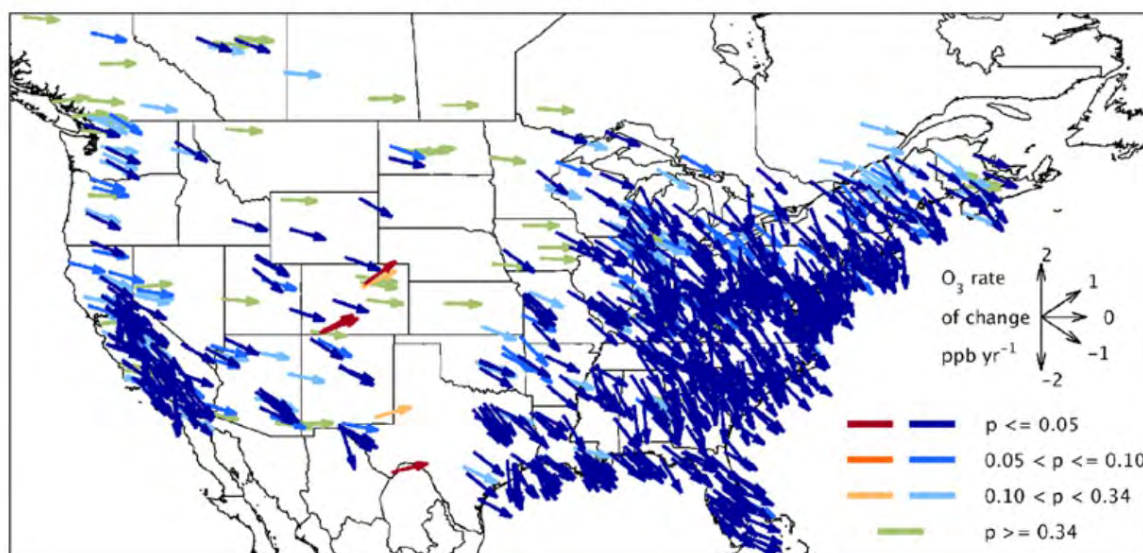 2
O₃ rate
1
of change
0
ppb yr⁻¹
-1
-2
p <= 0.05
0.05 < p <= 0.10
0.10 < p < 0.34
p >= 0.34